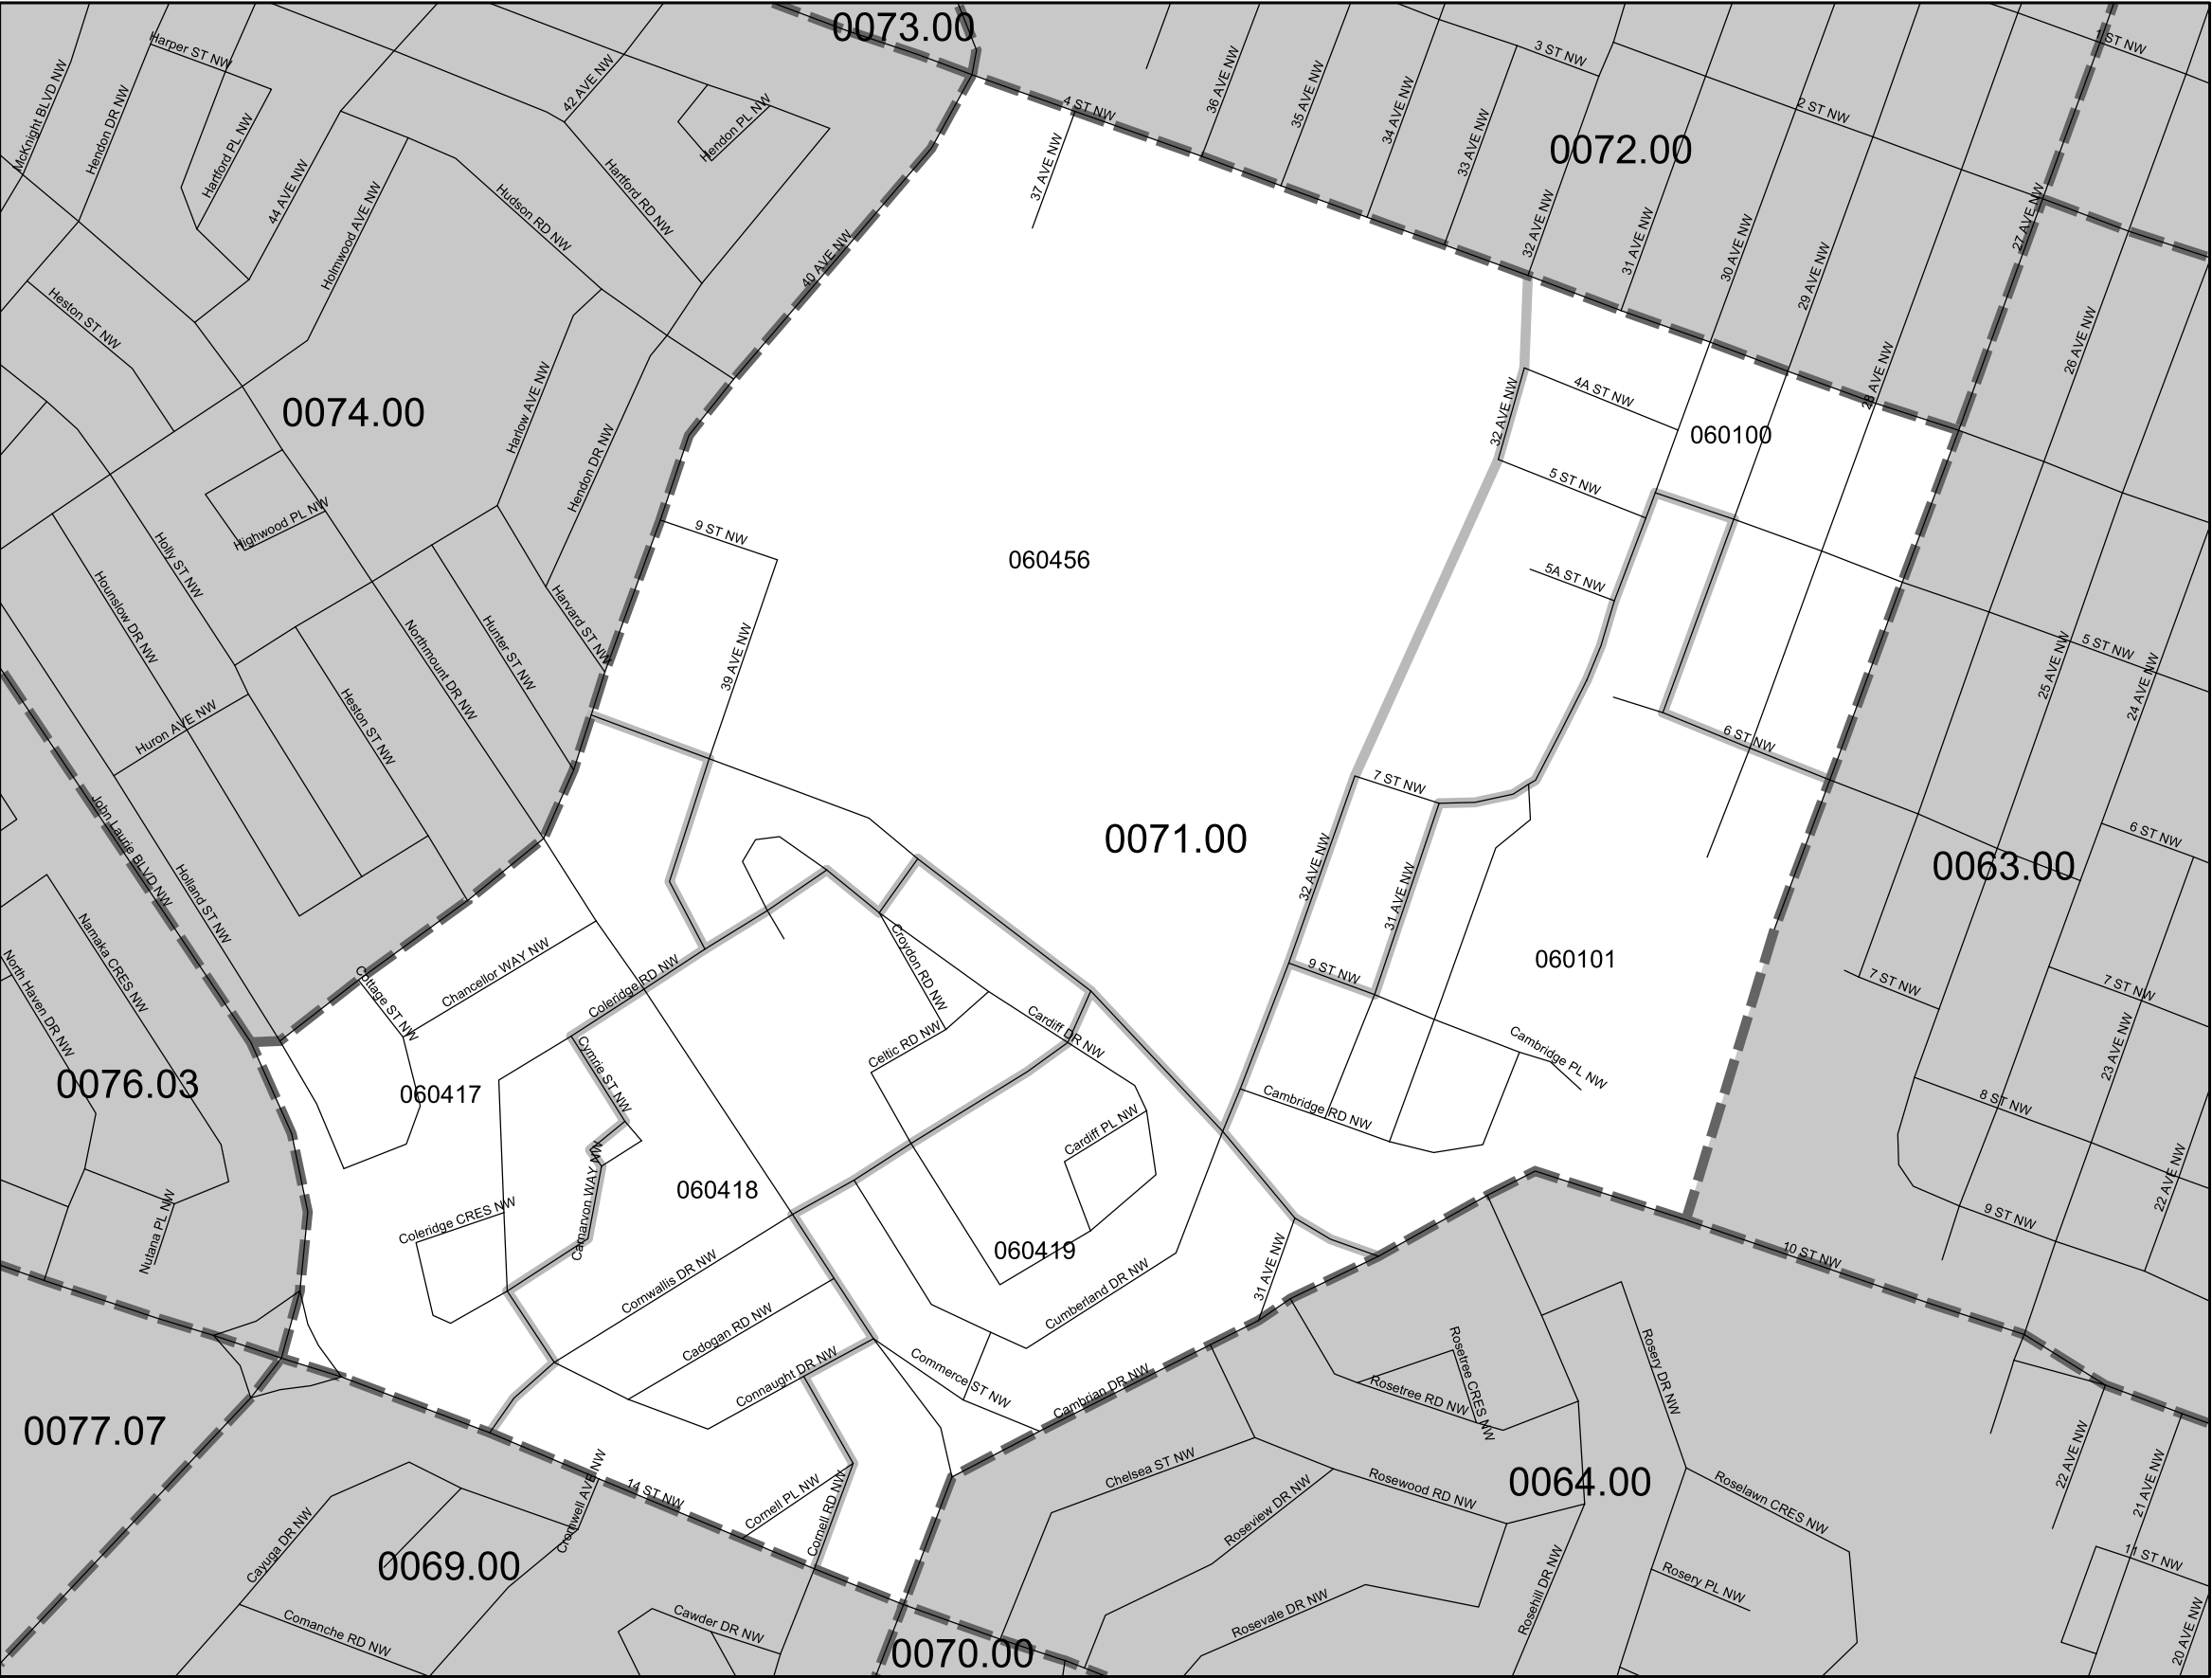 0073.00
Harper ST NW
McKnight BLVD NW
Hendon DR NW
Hartford PL NW
42 AVE NW
Hendon PL NW
4 ST NW
36 AVE NW
35 AVE NW
34 AVE NW
33 AVE NW
3 ST NW
2 ST NW
1 ST NW
0072.00
44 AVE NW
Holmwood AVE NW
Hudson RD NW
Hartford RD NW
40 AVE NW
37 AVE NW
32 AVE NW
31 AVE NW
30 AVE NW
29 AVE NW
28 AVE NW
27 AVE NW
26 AVE NW
Heston ST NW
0074.00
Harlow AVE NW
Hendon DR NW
32 AVE NW
4A ST NW
060100
5 ST NW
Highwood PL NW
Holly ST NW
9 ST NW
060456
5A ST NW
Hounslow DR NW
Northmount DR NW
Hunter ST NW
Harvard ST NW
39 AVE NW
25 AVE NW
24 AVE NW
5 ST NW
Huron AVE NW
Heston ST NW
6 ST NW
John Laurie BLVD NW
Holland ST NW
0071.00
7 ST NW
32 AVE NW
31 AVE NW
0063.00
6 ST NW
Namaka CRES NW
North Haven DR NW
Cottage ST NW
Chancellor WAY NW
Coleridge RD NW
Croydon RD NW
9 ST NW
060101
7 ST NW
7 ST NW
0076.03
060417
Cymric ST NW
Celtic RD NW
Cardiff DR NW
Cambridge PL NW
Cambridge RD NW
23 AVE NW
8 ST NW
Nutana PL NW
Coleridge CRES NW
Carnarvon WAY NW
060418
Cardiff PL NW
060419
22 AVE NW
9 ST NW
Cornwallis DR NW
Cadogan RD NW
Cumberland DR NW
31 AVE NW
10 ST NW
Connaught DR NW
Commerce ST NW
Cambrian DR NW
Rosetree RD NW
Rosetree CRES NW
Rosery DR NW
0077.07
Cromwell AVE NW
14 ST NW
Cornell PL NW
Cornell RD NW
Chelsea ST NW
Roseview DR NW
Rosewood RD NW
0064.00
Roselawn CRES NW
22 AVE NW
21 AVE NW
Cayuga DR NW
0069.00
Comanche RD NW
Cawder DR NW
0070.00
Rosevale DR NW
Rosehill DR NW
Rosery PL NW
11 ST NW
20 AVE NW